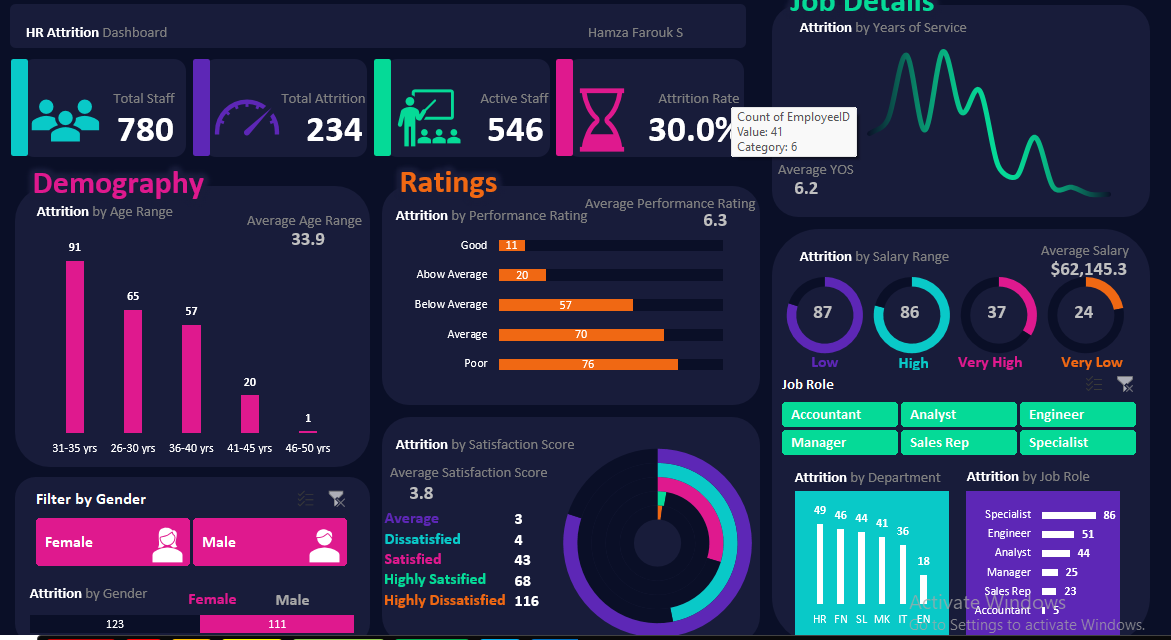 Job Details
HR Attrition Dashboard
Hamza Farouk S
Attrition by Years of Service
Total Staff
780
Total Attrition
234
Active Staff
546
Attrition Rate
30.0%
Count of EmployeeID
Value: 41
Category: 6
Average YOS
6.2
Demography
Attrition by Age Range
Average Age Range
33.9
91
65
57
20
1
31-35 yrs
26-30 yrs
36-40 yrs
41-45 yrs
46-50 yrs
Ratings
Attrition by Performance Rating
Average Performance Rating
6.3
Good 11
Abow Average 20
Below Average 57
Average 70
Poor 76
Attrition by Salary Range
Average Salary
$62,145.3
87
86
37
24
Low
High
Very High
Very Low
Job Role
Accountant
Analyst
Engineer
Manager
Sales Rep
Specialist
Filter by Gender
Female
Male
Attrition by Gender
Female
Male
123
111
Attrition by Satisfaction Score
Average Satisfaction Score
3.8
Average 3
Dissatisfied 4
Satisfied 43
Highly Satsified 68
Highly Dissatisfied 116
Attrition by Department
49
46
44
41
36
18
HR
FN
SL
MK
IT
EN
Attrition by Job Role
Specialist 86
Engineer 51
Analyst 44
Manager 25
Sales Rep 23
Accountant 5
Activate Windows
Go to Settings to activate Windows.